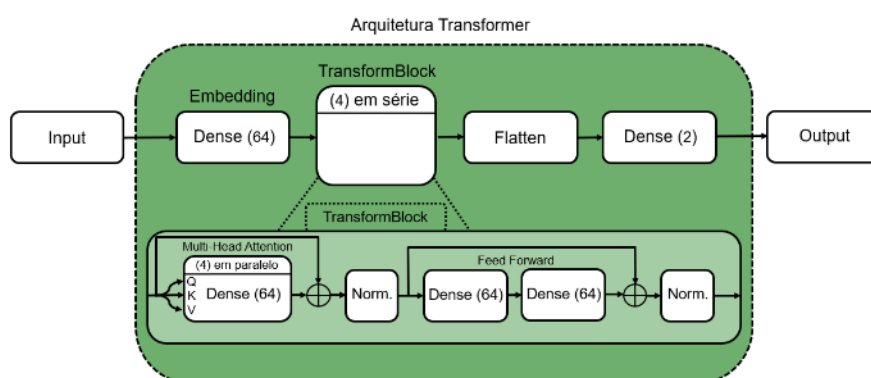 Arquitetura Transformer
TransformBlock
Embedding
(4) em série
Input
Dense (64)
Flatten
Dense (2)
Output
TransformBlock
Multi-Head Attention
(4) em paralelo
Feed Forward
Q
K
V
Dense (64)
Norm.
Dense (64)
Dense (64)
Norm.